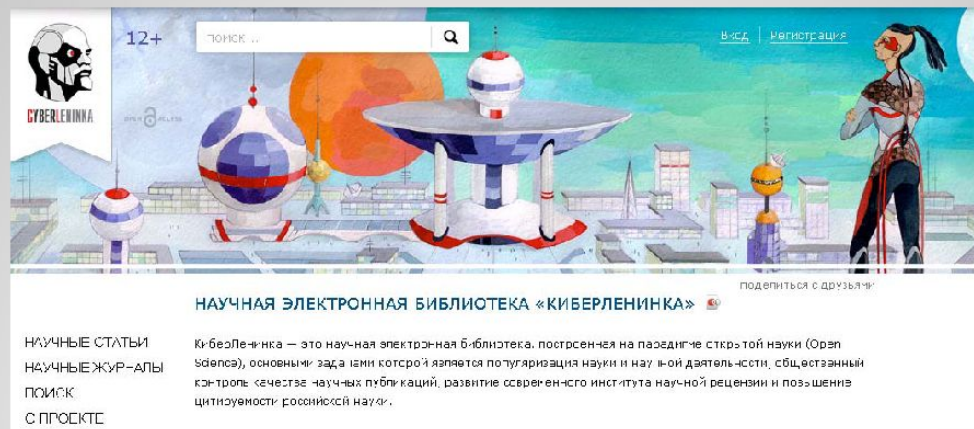 12+
поиск ...
Вход
Регистрация
CYBERLENINKA
OPEN ACCESS
поделиться с друзьями
НАУЧНАЯ ЭЛЕКТРОННАЯ БИБЛИОТЕКА «КИБЕРЛЕНИНКА»
НАУЧНЫЕ СТАТЬИ
НАУЧНЫЕ ЖУРНАЛЫ
ПОИСК
О ПРОЕКТЕ
КиберЛенинка — это научная электронная библиотека, построенная на парадигме открытой науки (Open
Science), основными задачами которой является популяризация науки и научной деятельности, общественный
контроль качества научных публикаций, развитие современного института научной рецензии и повышение
цитируемости российской науки.